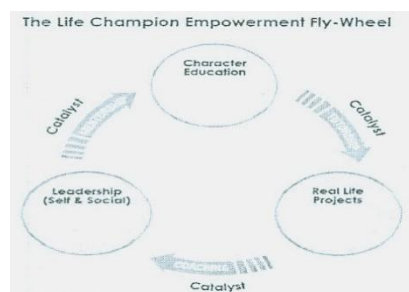 The Life Champion Empowerment Fly-Wheel
Character
Education
Catalyst
Catalyst
Leadership
(Self & Social)
Real Life
Projects
COACHING
Catalyst